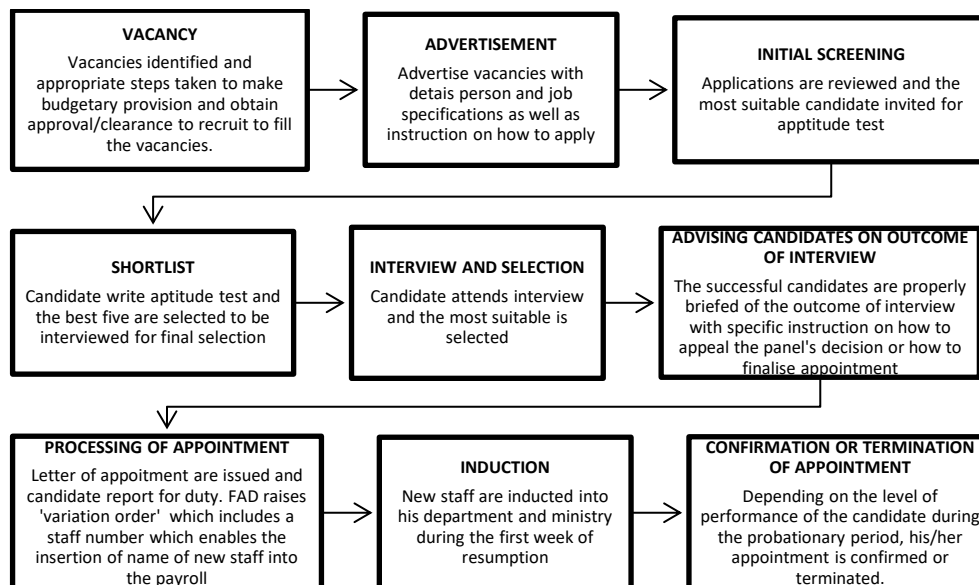 VACANCY
Vacancies identified and
appropriate steps taken to make
budgetary provision and obtain
approval/clearance to recruit to fill
the vacancies.
ADVERTISEMENT
Advertise vacancies with
detais person and job
specifications as well as
instruction on how to apply
INITIAL SCREENING
Applications are reviewed and the
most suitable candidate invited for
apptitude test
SHORTLIST
Candidate write aptitude test and
the best five are selected to be
interviewed for final selection
INTERVIEW AND SELECTION
Candidate attends interview
and the most suitable is
selected
ADVISING CANDIDATES ON OUTCOME
OF INTERVIEW
The successful candidates are properly
briefed of the outcome of interview
with specific instruction on how to
appeal the panel's decision or how to
finalise appointment
PROCESSING OF APPOINTMENT
Letter of appoitment are issued and
candidate report for duty. FAD raises
'variation order' which includes a
staff number which enables the
insertion of name of new staff into
the payroll
INDUCTION
New staff are inducted into
his department and ministry
during the first week of
resumption
CONFIRMATION OR TERMINATION
OF APPOINTMENT
Depending on the level of
performance of the candidate during
the probationary period, his/her
appointment is confirmed or
terminated.